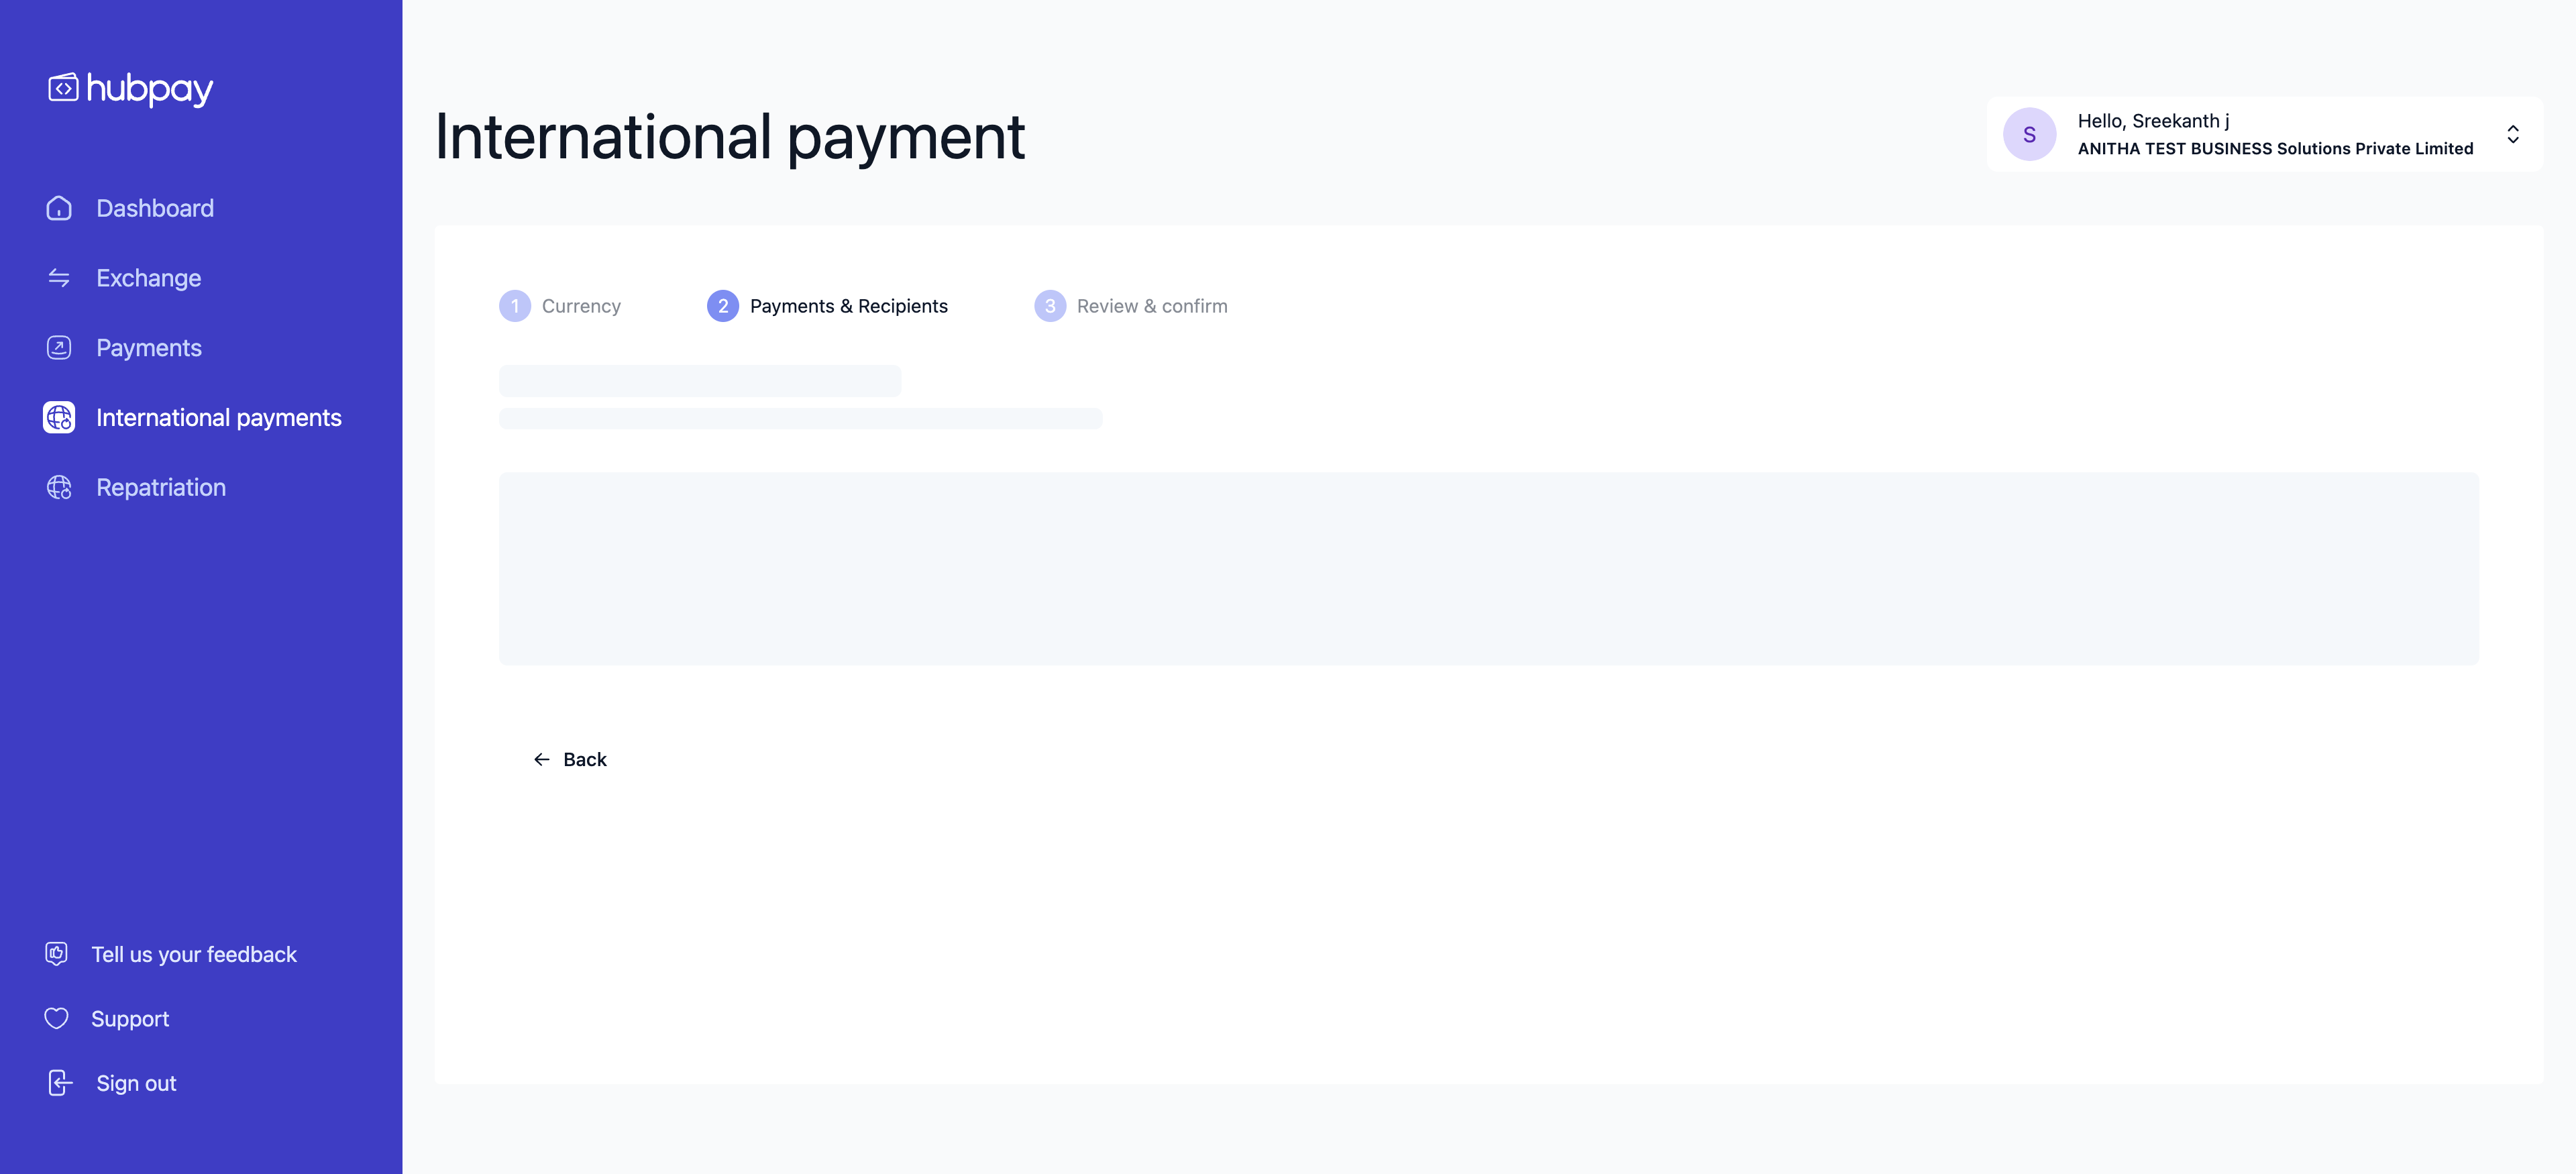 hubpay
Dashboard
Exchange
Payments
International payments
Repatriation
Tell us your feedback
Support
Sign out
International payment
S
Hello, Sreekanth j
ANITHA TEST BUSINESS Solutions Private Limited
1 Currency
2 Payments & Recipients
3 Review & confirm
Back